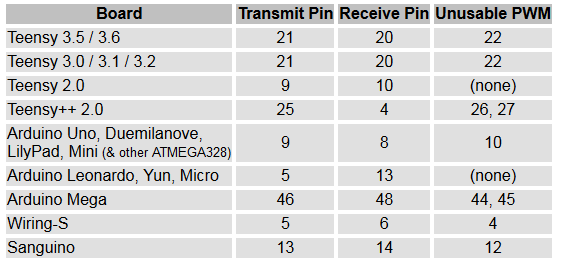 Board Transmit Pin Receive Pin Unusable PWM
Teensy 3.5 / 3.6 21 20 22
Teensy 3.0 / 3.1 / 3.2 21 20 22
Teensy 2.0 9 10 (none)
Teensy++ 2.0 25 4 26, 27
Arduino Uno, Duemilanove,
LilyPad, Mini (& other ATMEGA328) 9 8 10
Arduino Leonardo, Yun, Micro 5 13 (none)
Arduino Mega 46 48 44, 45
Wiring-S 5 6 4
Sanguino 13 14 12